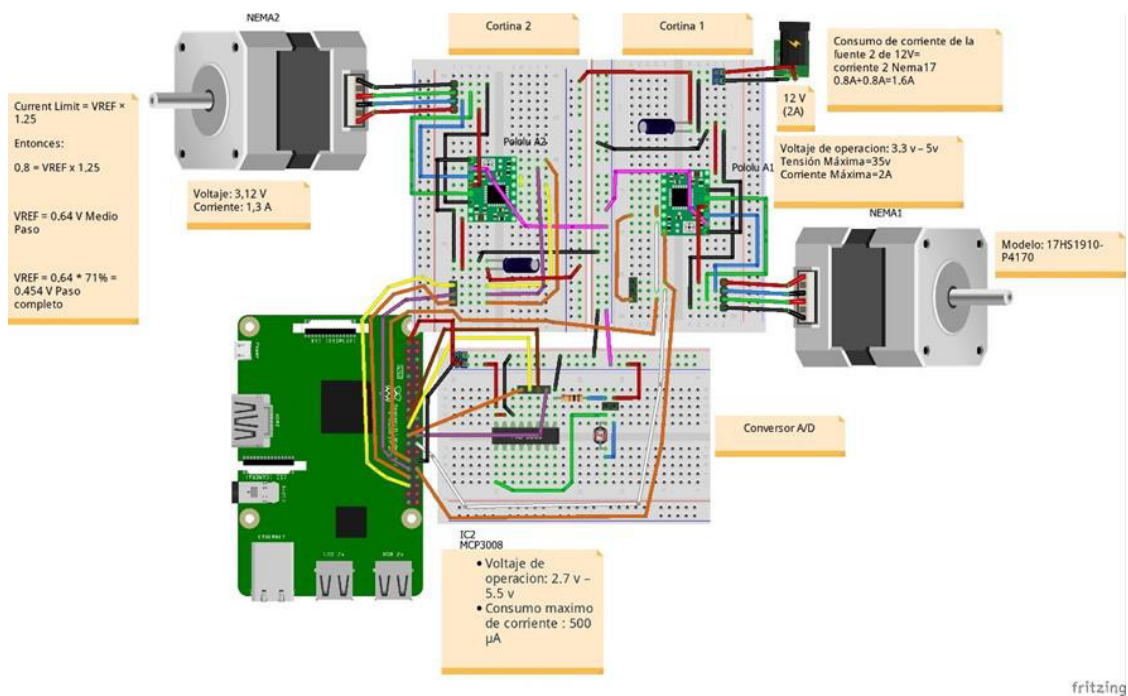 NEMA2
Cortina 2
Cortina 1
Consumo de corriente de la
fuente 2 de 12V=
corriente 2 Nema17
0.8A+0.8A=1.6A
12 V
(2A)
Current Limit = VREF ×
1.25
Entonces:
0,8 = VREF x 1.25
VREF = 0.64 V Medio
Paso
VREF = 0,64 * 71% =
0.454 V Paso
completo
Voltaje: 3,12 V
Corriente: 1,3 A
Pololu A2
Pololu A1
Voltaje de operacion: 3,3 v – 5v
Tensión Máxima=35v
Corriente Máxima=2A
NEMA1
Modelo: 17HS1910-
P4170
Conversor A/D
IC2
MCP3008
• Voltaje de
operacion: 2.7 v –
5.5 v
• Consumo maximo
de corriente : 500
µA
fritzing